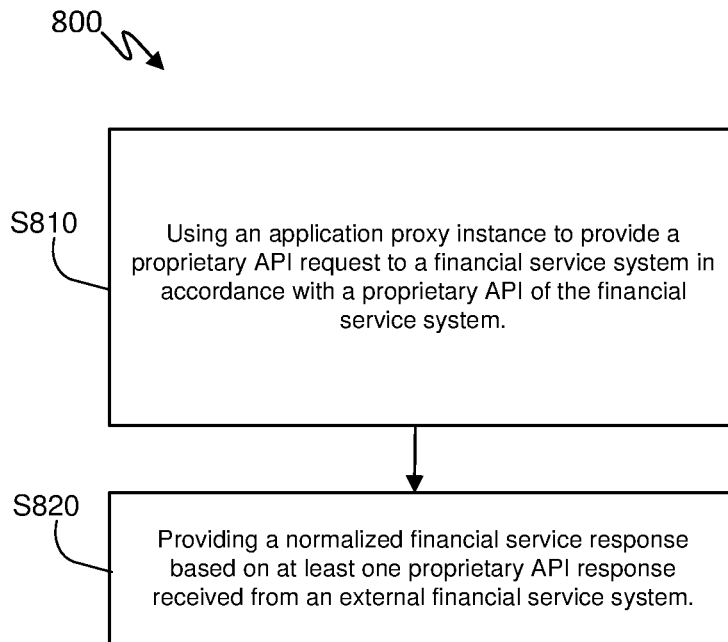 800
S810
Using an application proxy instance to provide a
proprietary API request to a financial service system in
accordance with a proprietary API of the financial
service system.
S820
Providing a normalized financial service response
based on at least one proprietary API response
received from an external financial service system.